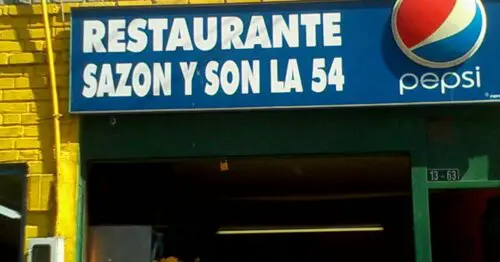 RESTAURANTE
SAZON Y SON LA 54
pepsi
13-63